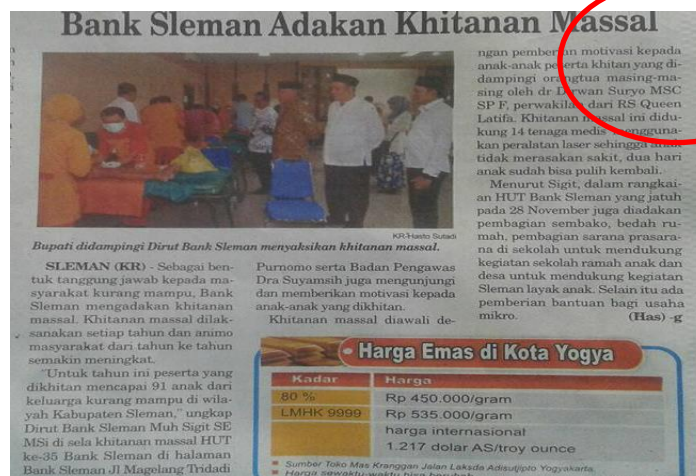 Bank Sleman Adakan Khitanan Massal
KR-Hasto Sutadi
Bupati didampingi Dirut Bank Sleman menyaksikan khitanan massal.
SLEMAN (KR) - Sebagai ben-
tuk tanggung jawab kepada ma-
syarakat kurang mampu, Bank
Sleman mengadakan khitanan
massal. Khitanan massal dilak-
sanakan setiap tahun dan animo
masyarakat dari tahun ke tahun
semakin meningkat.
"Untuk tahun ini peserta yang
dikhitan mencapai 91 anak dari
keluarga kurang mampu di wila-
yah Kabupaten Sleman," ungkap
Dirut Bank Sleman Muh Sigit SE
MSi di sela khitanan massal HUT
ke-35 Bank Sleman di halaman
Bank Sleman Jl Magelang Tridadi
Purnomo serta Badan Pengawas
Dra Suyamsih juga mengunjungi
dan memberikan motivasi kepada
anak-anak yang dikhitan.
Khitanan massal diawali de-
ngan pemberian motivasi kepada
anak-anak peserta khitan yang di-
dampingi orangtua masing-ma-
sing oleh dr Dirwan Suryo MSC
SP F, perwakilan dari RS Queen
Latifa. Khitanan massal ini didu-
kung 14 tenaga medis mengguna-
kan peralatan laser sehingga anak
tidak merasakan sakit, dua hari
anak sudah bisa pulih kembali.
Menurut Sigit, dalam rangkai-
an HUT Bank Sleman yang jatuh
pada 28 November juga diadakan
pembagian sembako, bedah ru-
mah, pembagian sarana prasara-
na di sekolah untuk mendukung
kegiatan sekolah ramah anak dan
desa untuk mendukung kegiatan
Sleman layak anak. Selain itu ada
pemberian bantuan bagi usaha
mikro. (Has) -g
Harga Emas di Kota Yogya
Kadar Harga
80 % Rp 450.000/gram
LMHK 9999 Rp 535.000/gram
harga internasional
1.217 dolar AS/troy ounce
Sumber Toko Mas Kranggan Jalan Laksda Adisutjipto Yogyakarta.
Harga sewaktu-waktu bisa berubah